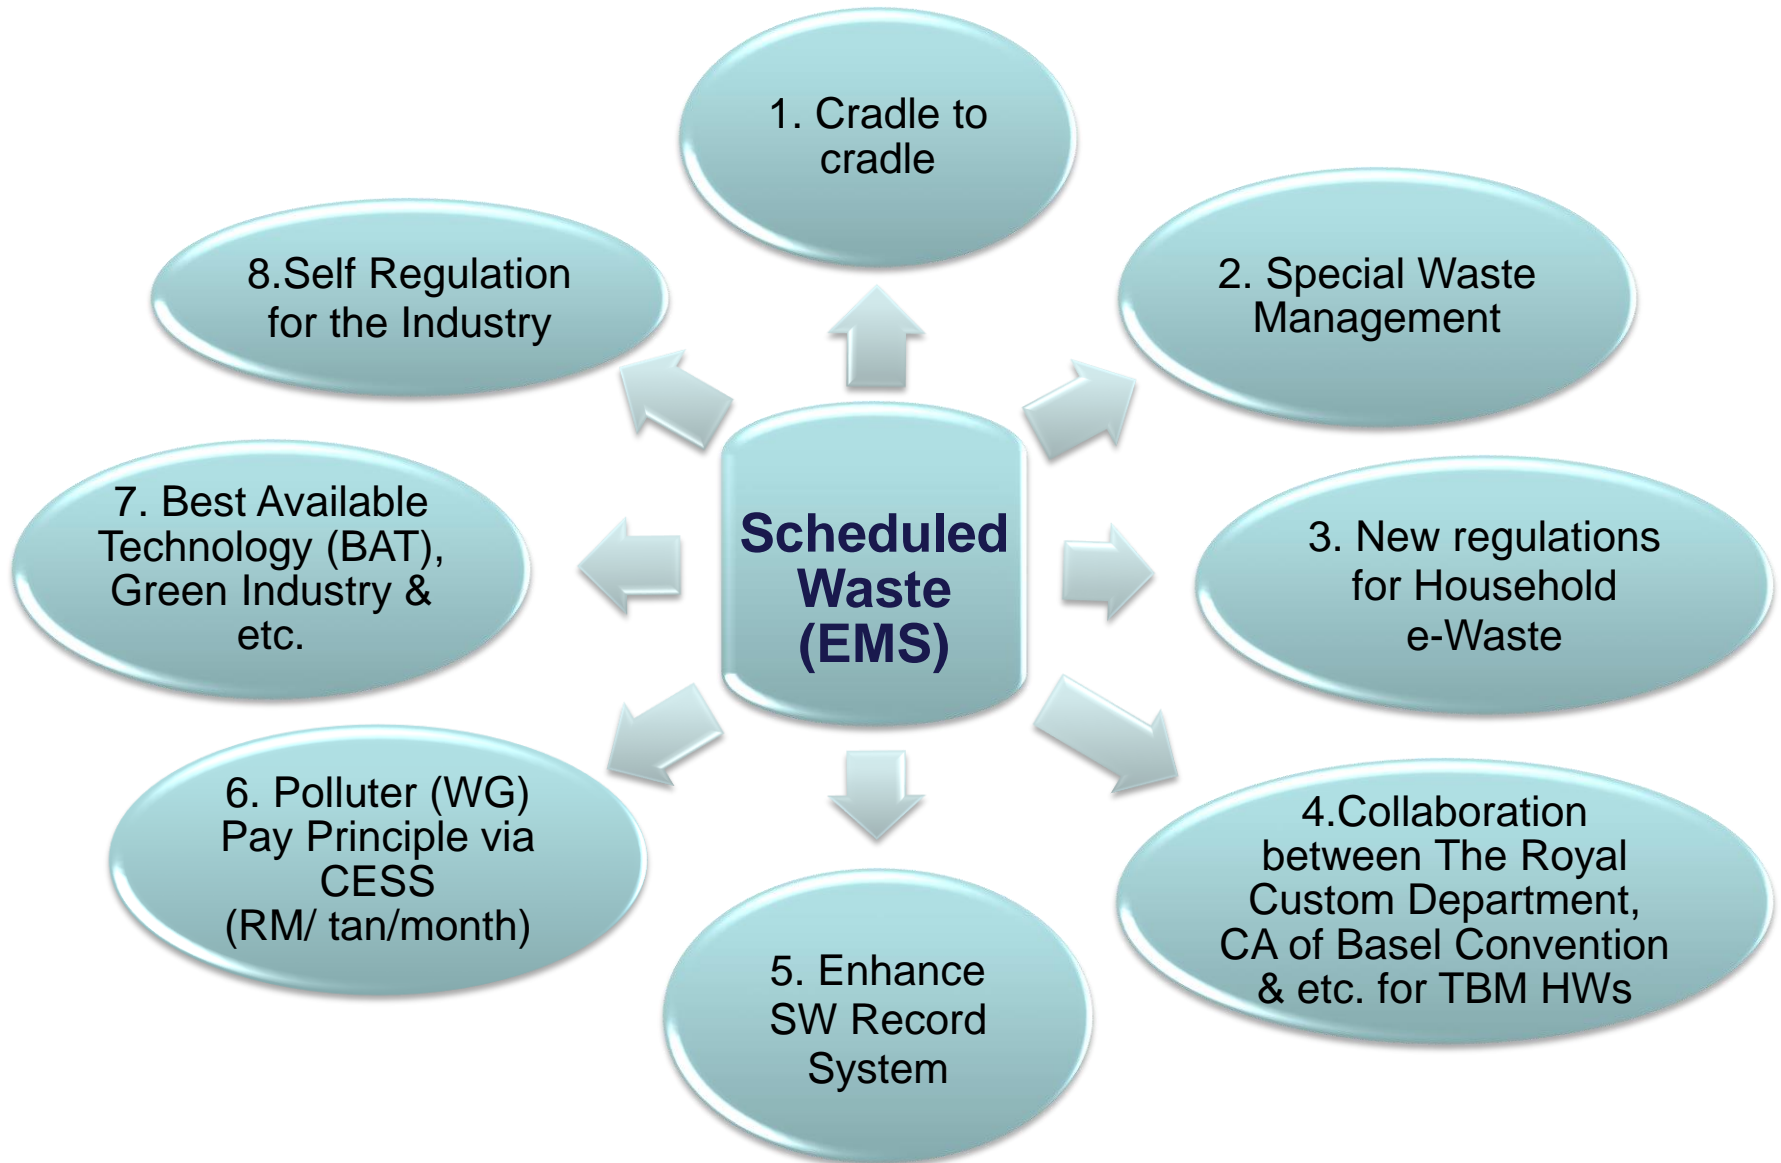 1. Cradle to
cradle
2. Special Waste
Management
3. New regulations
for Household
e-Waste
4.Collaboration
between The Royal
Custom Department,
CA of Basel Convention
& etc. for TBM HWs
5. Enhance
SW Record
System
6. Polluter (WG)
Pay Principle via
CESS
(RM/ tan/month)
7. Best Available
Technology (BAT),
Green Industry &
etc.
8.Self Regulation
for the Industry
Scheduled
Waste
(EMS)